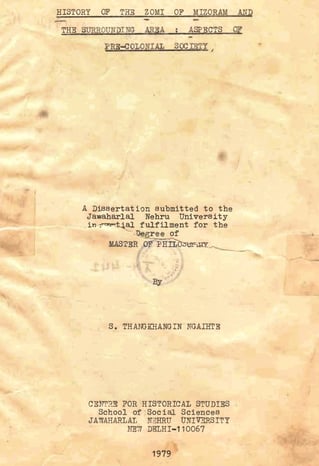 HISTORY OF THE ZOMI OF MIZORAM AND
THE SURROUNDING AREA : ASPECTS OF
PRE-COLONIAL SOCIETY
A Dissertation submitted to the
Jawaharlal Nehru University
in partial fulfilment for the
Degree of
MASTER OF PHILOSOPHY
By
S. THANGKHANGIN NGAIHTE
CENTRE FOR HISTORICAL STUDIES
School of Social Sciences
JAWAHARLAL NEHRU UNIVERSITY
NEW DELHI-110067
1979